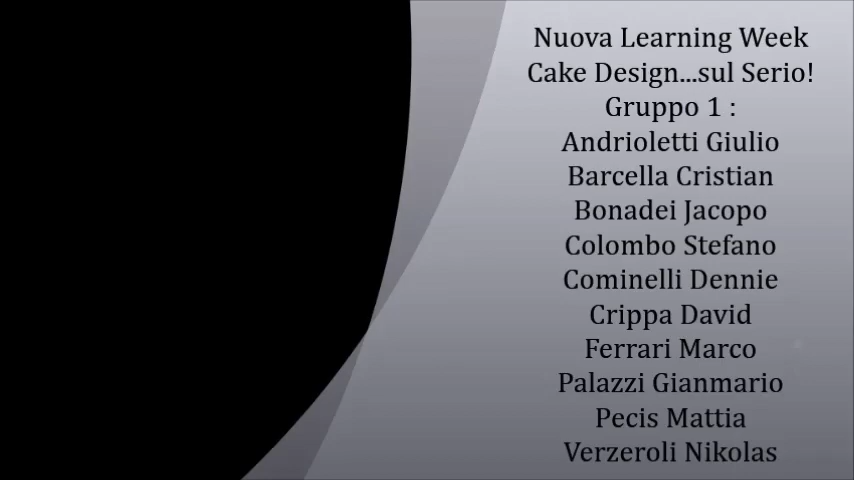 Nuova Learning Week
Cake Design...sul Serio!
Gruppo 1 :
Andrioletti Giulio
Barcella Cristian
Bonadei Jacopo
Colombo Stefano
Cominelli Dennie
Crippa David
Ferrari Marco
Palazzi Gianmario
Pecis Mattia
Verzeroli Nikolas